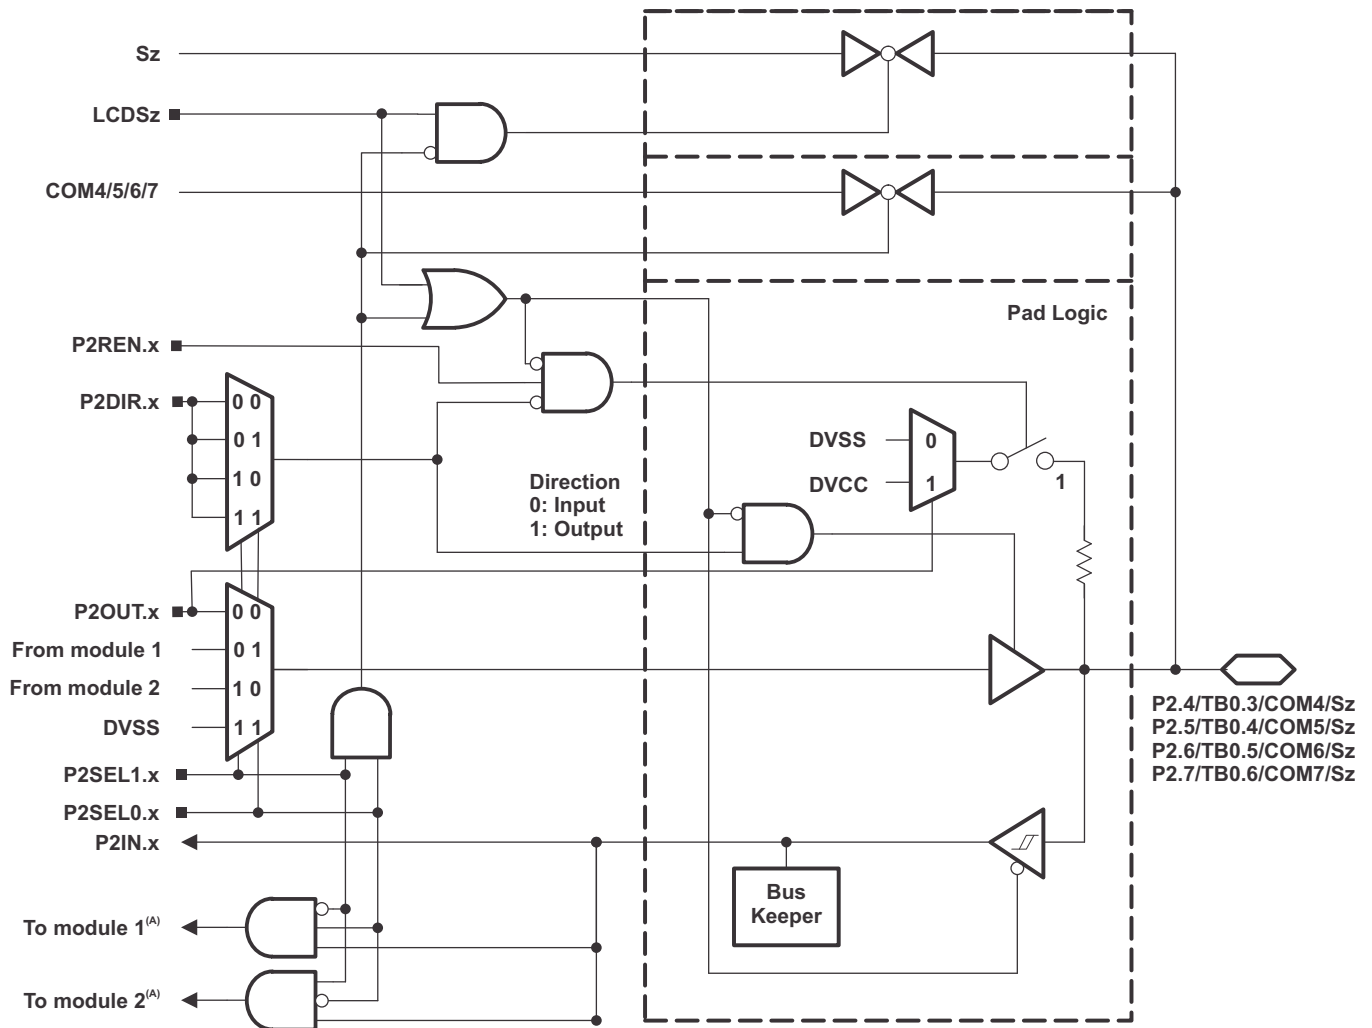 Sz
LCDSz
COM4/5/6/7
Pad Logic
P2REN.x
P2DIR.x
0 0
0 1
1 0
1 1
Direction
0: Input
1: Output
DVSS
0
DVCC
1
1
P2OUT.x
0 0
From module 1
0 1
From module 2
1 0
DVSS
1 1
P2.4/TB0.3/COM4/Sz
P2.5/TB0.4/COM5/Sz
P2.6/TB0.5/COM6/Sz
P2.7/TB0.6/COM7/Sz
P2SEL1.x
P2SEL0.x
P2IN.x
Bus
Keeper
To module 1(A)
To module 2(A)